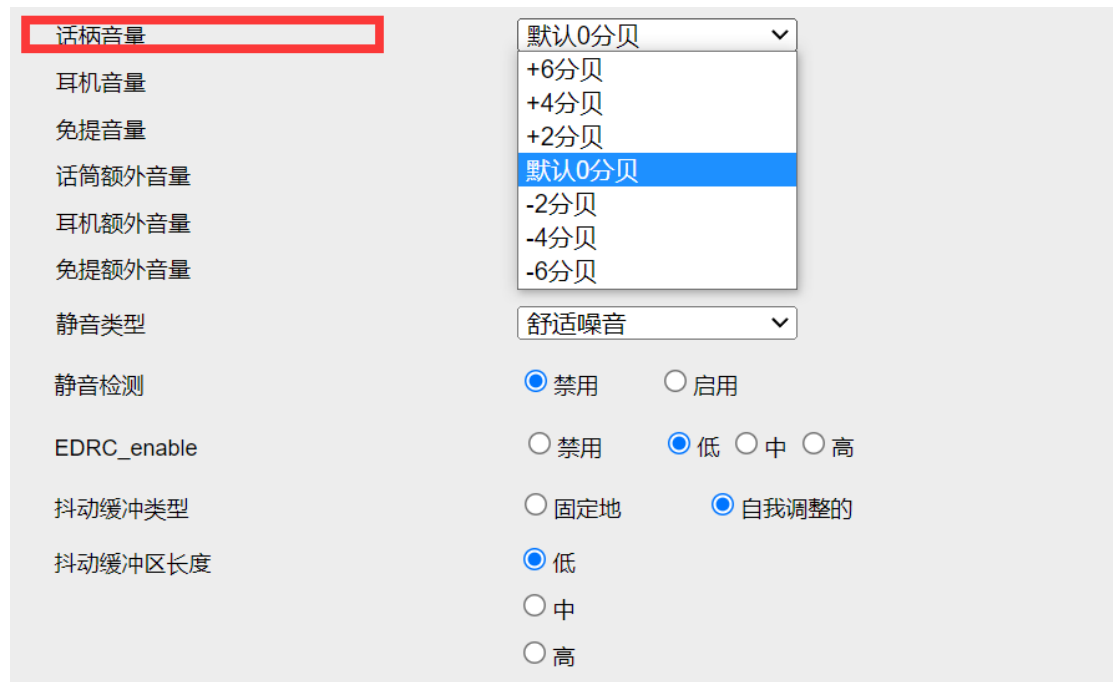 话柄音量 默认0分贝
耳机音量 +6分贝
+4分贝
免提音量 +2分贝
话筒额外音量 默认0分贝
耳机额外音量 -2分贝
-4分贝
免提额外音量 -6分贝
静音类型 舒适噪音
静音检测 禁用 启用
EDRC_enable 禁用 低 中 高
抖动缓冲类型 固定地 自我调整的
抖动缓冲区长度 低
中
高